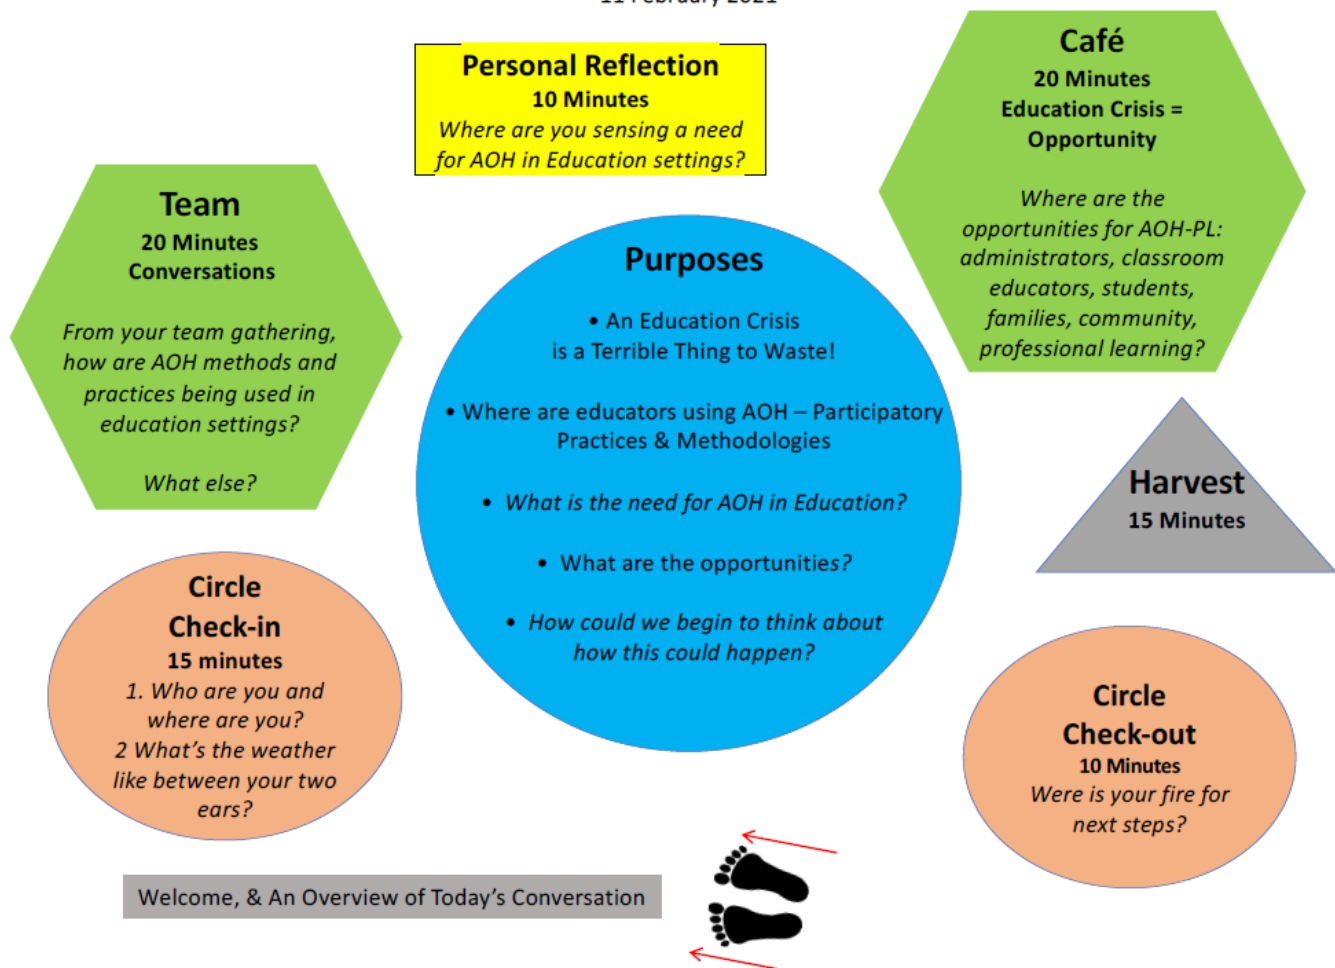 11 February 2021
Personal Reflection
10 Minutes
Where are you sensing a need
for AOH in Education settings?
Café
20 Minutes
Education Crisis =
Opportunity
Where are the
opportunities for AOH-PL:
administrators, classroom
educators, students,
families, community,
professional learning?
Team
20 Minutes
Conversations
From your team gathering,
how are AOH methods and
practices being used in
education settings?
What else?
Purposes
• An Education Crisis
is a Terrible Thing to Waste!
• Where are educators using AOH – Participatory
Practices & Methodologies
• What is the need for AOH in Education?
• What are the opportunities?
• How could we begin to think about
how this could happen?
Harvest
15 Minutes
Circle
Check-in
15 minutes
1. Who are you and
where are you?
2 What's the weather
like between your two
ears?
Circle
Check-out
10 Minutes
Were is your fire for
next steps?
Welcome, & An Overview of Today's Conversation